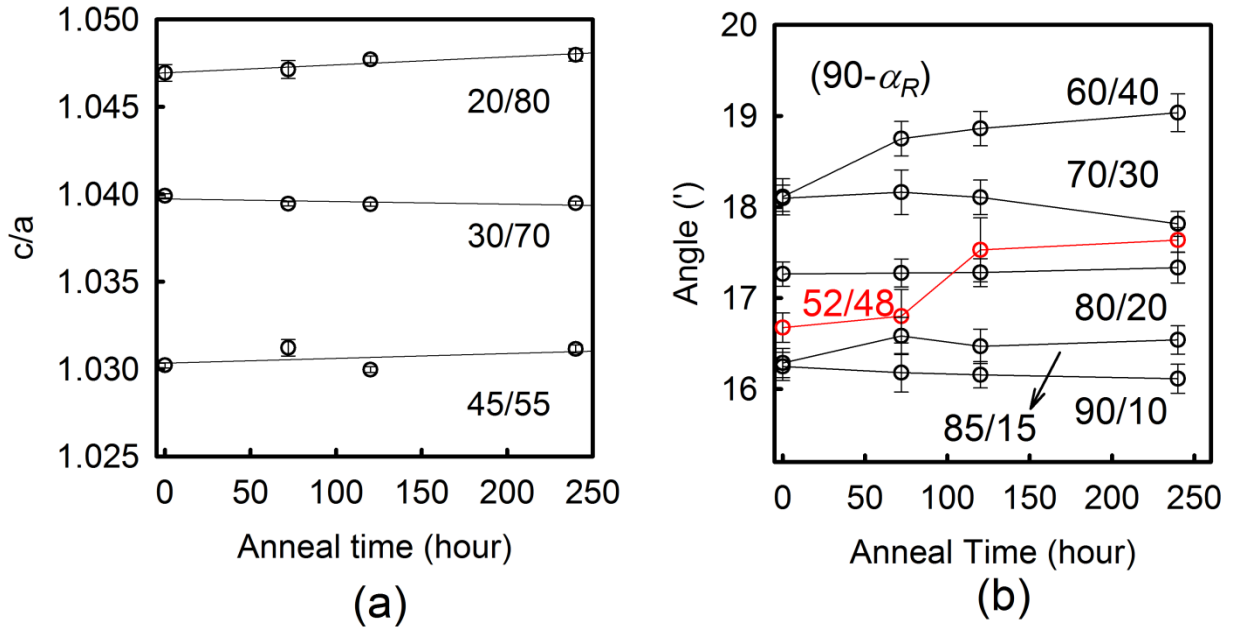 1.050
1.045
1.040
1.035
1.030
1.025
c/a
20/80
30/70
45/55
0 50 100 150 200 250
Anneal time (hour)
(a)
20
19
18
17
16
Angle (')
(90-αR)
60/40
70/30
52/48
80/20
85/15
90/10
0 50 100 150 200 250
Anneal Time (hour)
(b)